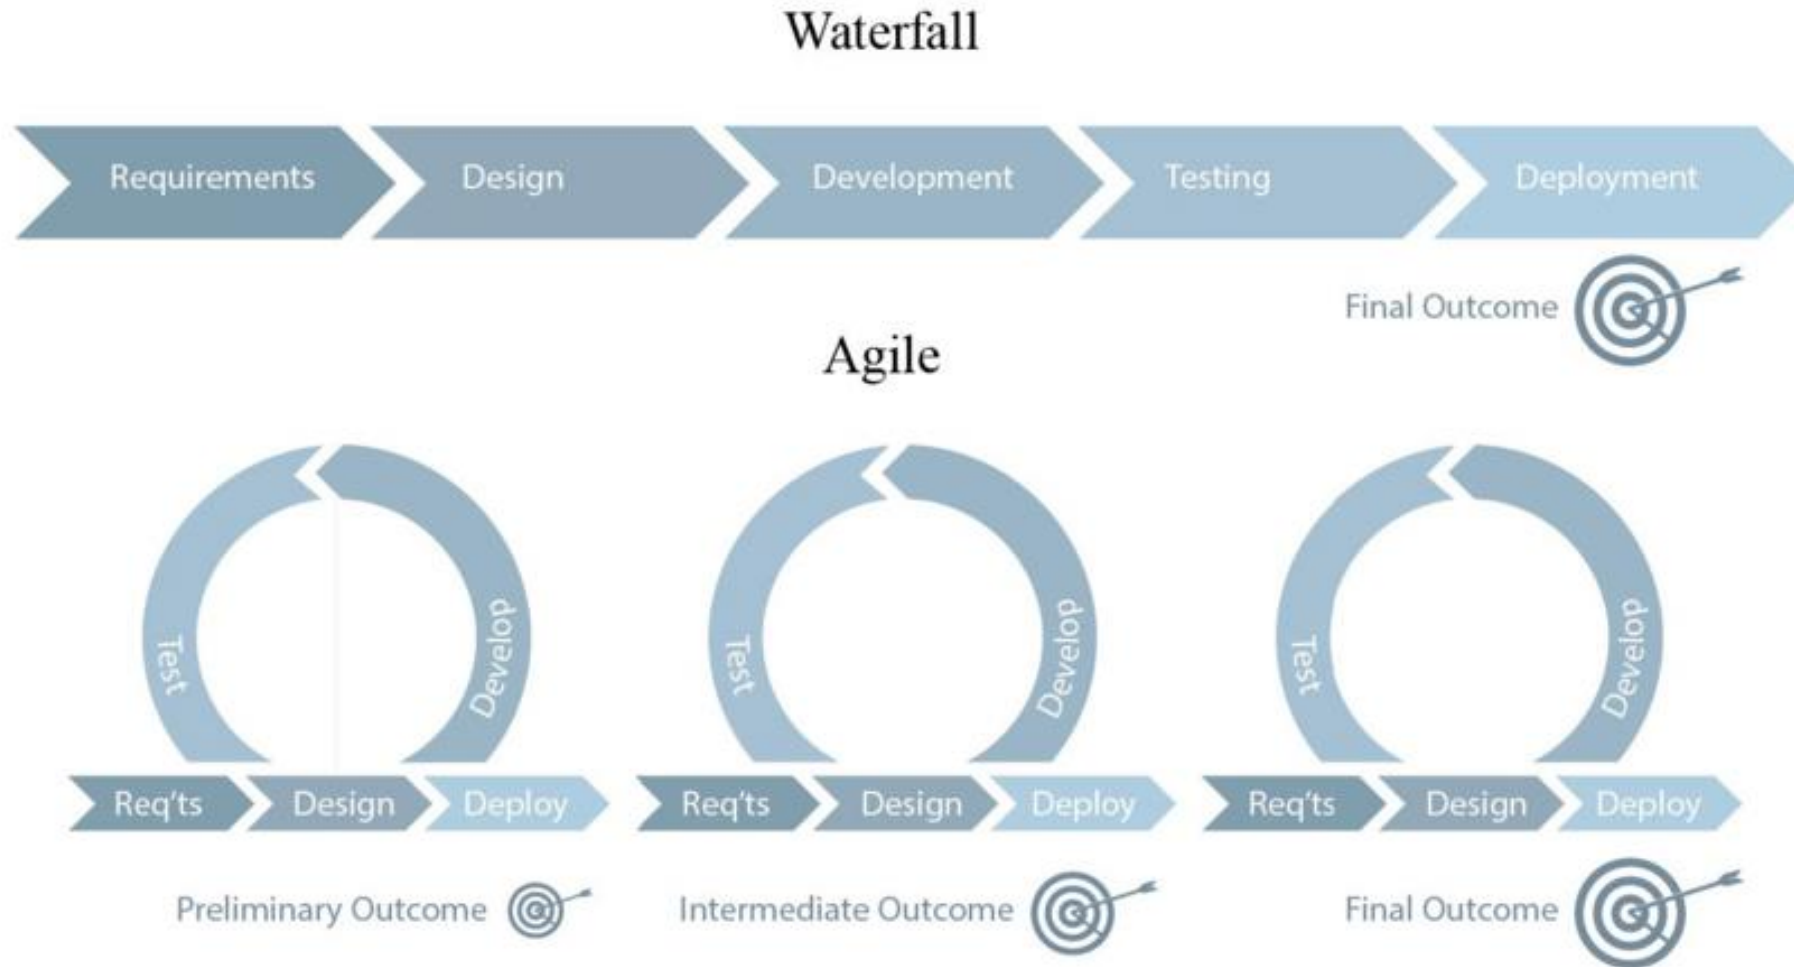 Waterfall
Requirements Design Development Testing Deployment
Final Outcome
Agile
Test Develop Test Develop Test Develop
Req'ts Design Deploy Req'ts Design Deploy Req'ts Design Deploy
Preliminary Outcome Intermediate Outcome Final Outcome